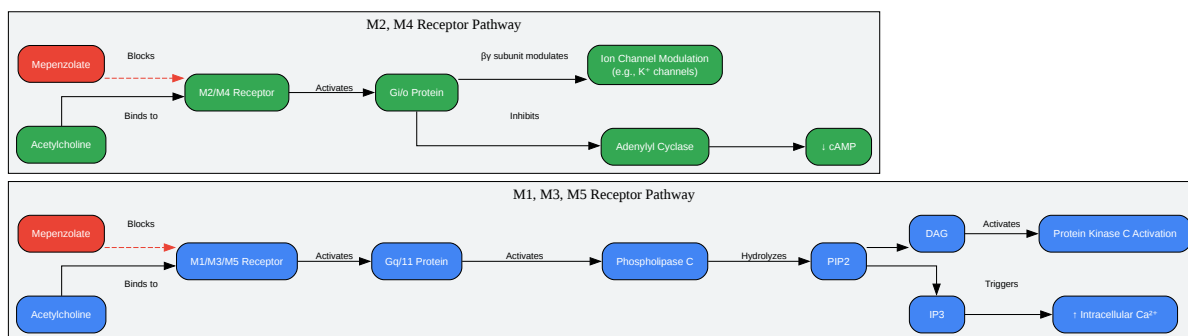 M2, M4 Receptor Pathway
Mepenzolate
Blocks
βγ subunit modulates
Ion Channel Modulation
(e.g., K⁺ channels)
M2/M4 Receptor
Activates
Gi/o Protein
Binds to
Inhibits
Acetylcholine
Adenylyl Cyclase
↓ cAMP
M1, M3, M5 Receptor Pathway
Mepenzolate
Blocks
DAG
Activates
Protein Kinase C Activation
M1/M3/M5 Receptor
Activates
Gq/11 Protein
Activates
Phospholipase C
Hydrolyzes
PIP2
Binds to
Triggers
Acetylcholine
IP3
↑ Intracellular Ca²⁺